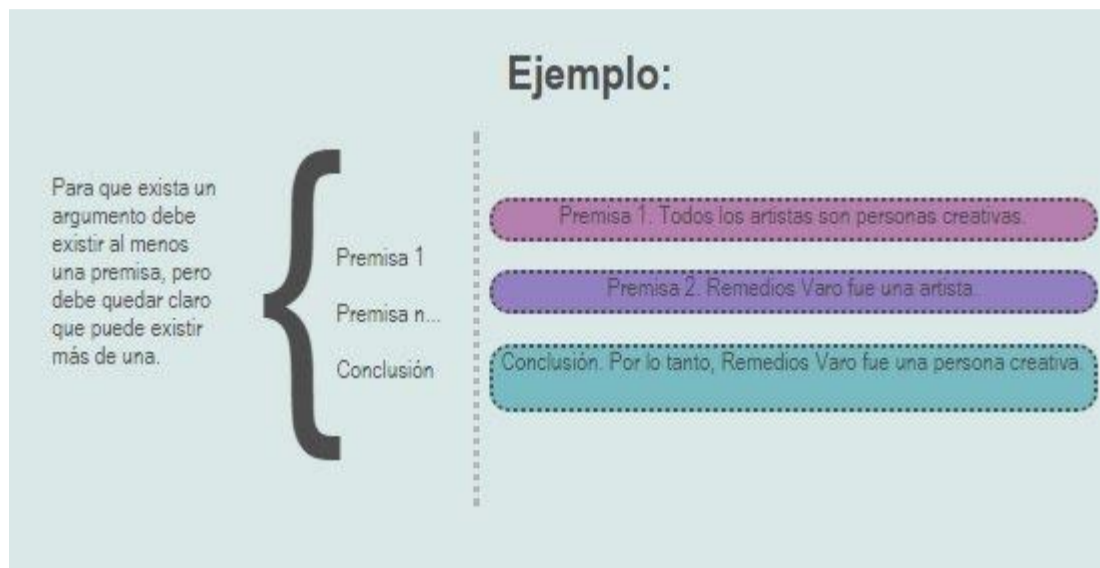 Ejemplo:
Para que exista un
argumento debe
existir al menos
una premisa, pero
debe quedar claro
que puede existir
más de una.
Premisa 1
Premisa n...
Conclusión
Premisa 1. Todos los artistas son personas creativas.
Premisa 2. Remedios Varo fue una artista.
Conclusión. Por lo tanto, Remedios Varo fue una persona creativa.